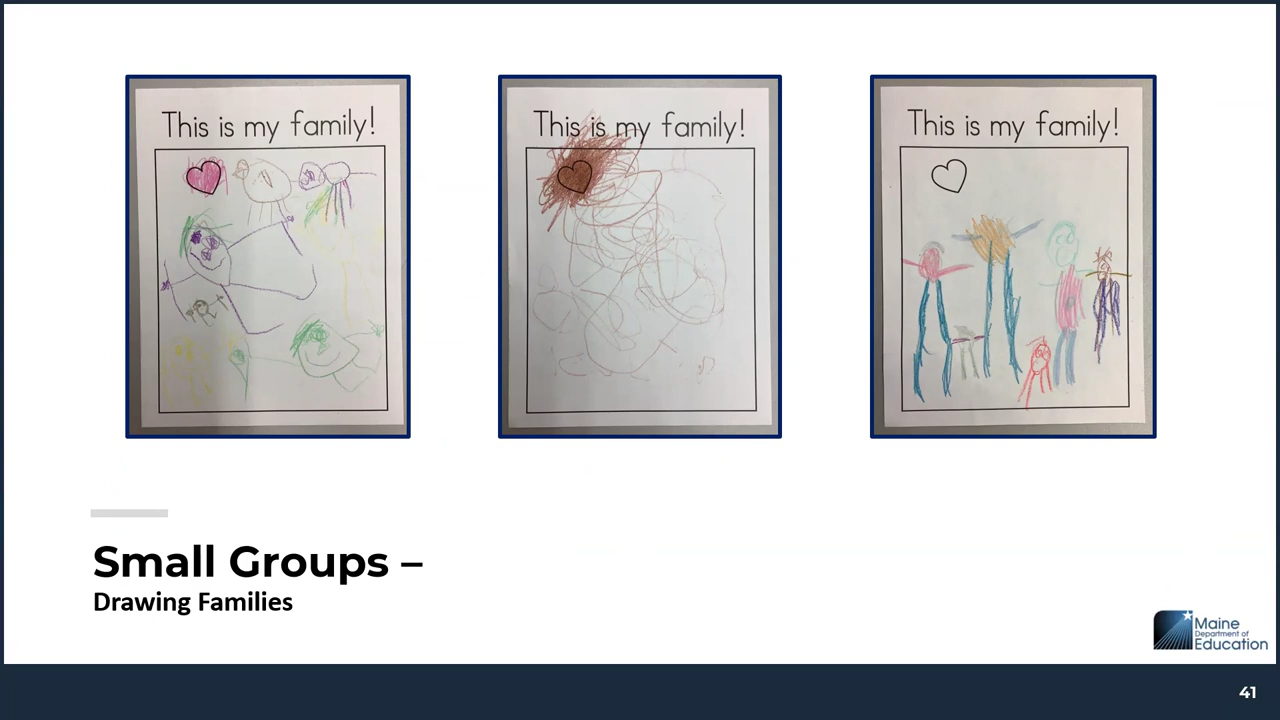 This is my family!
This is my family!
This is my family!
Small Groups –
Drawing Families
Maine
Department of
Education
41